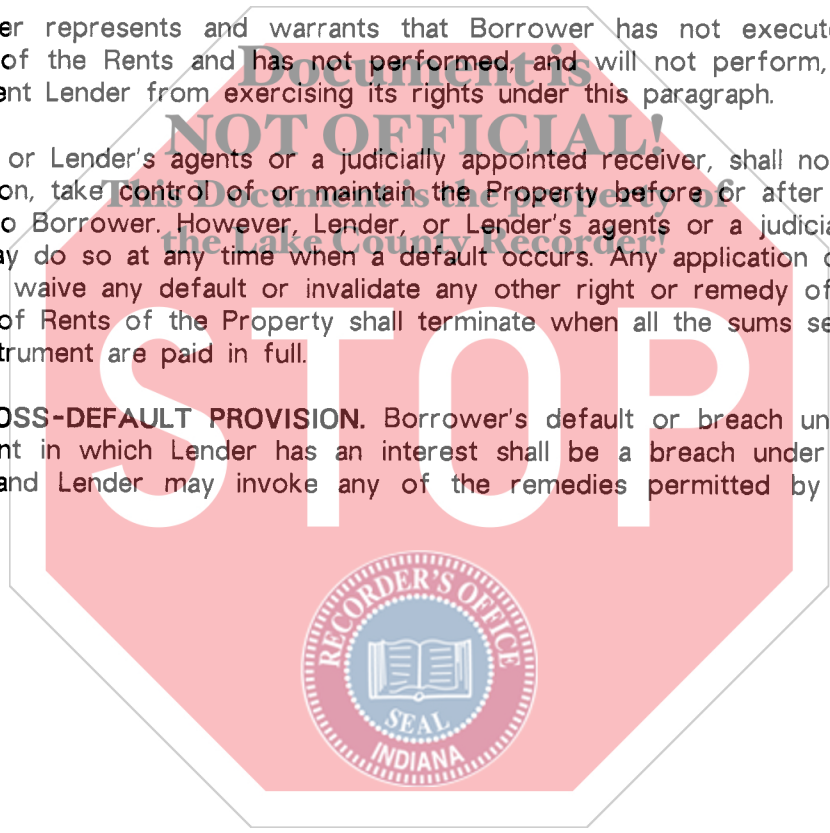 er represents and warrants that Borrower has not execute
of the Rents and has not performed, and will not perform,
ent Lender from exercising its rights under this paragraph.
or Lender's agents or a judicially appointed receiver, shall no
on, take control of or maintain the Property before or after
o Borrower. However, Lender, or Lender's agents or a judicia
ay do so at any time when a default occurs. Any application o
waive any default or invalidate any other right or remedy of
of Rents of the Property shall terminate when all the sums se
trument are paid in full.
OSS-DEFAULT PROVISION. Borrower's default or breach un
nt in which Lender has an interest shall be a breach under
and Lender may invoke any of the remedies permitted by
Document is
NOT OFFICIAL!
This Document is the property of
the Lake County Recorder!
STOP
RECORDER'S OFFICE
SEAL
INDIANA